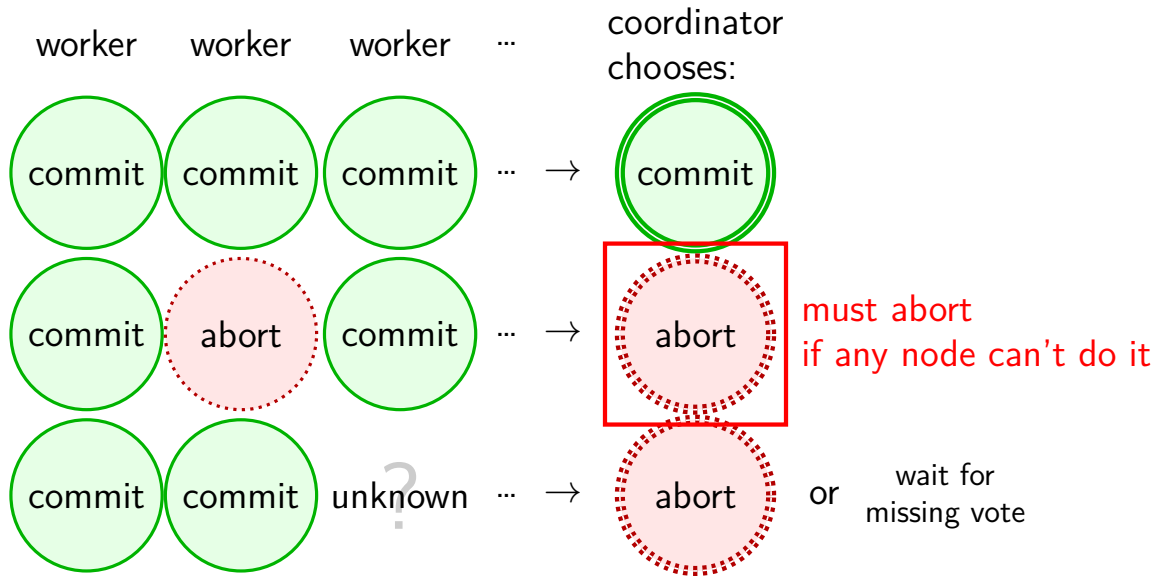 worker worker worker ... coordinator
chooses:
commit commit commit ... → commit
commit abort commit ... → abort must abort
if any node can't do it
commit commit ? unknown ... → abort or wait for
missing vote